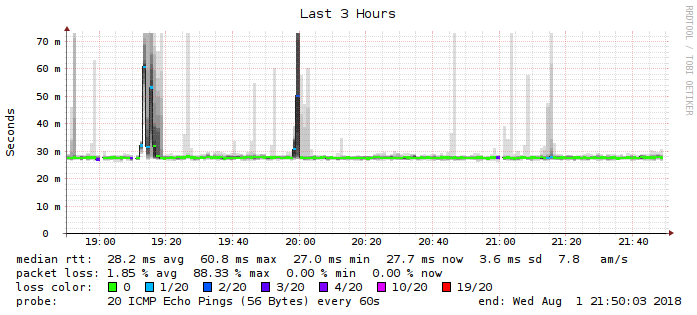 Last 3 Hours
RRDTOOL / TOBI OETIKER
Seconds
70 m
60 m
50 m
40 m
30 m
20 m
10 m
0
19:00 19:20 19:40 20:00 20:20 20:40 21:00 21:20 21:40
median rtt: 28.2 ms avg 60.8 ms max 27.0 ms min 27.7 ms now 3.6 ms sd 7.8 am/s
packet loss: 1.85 % avg 88.33 % max 0.00 % min 0.00 % now
loss color: 0 1/20 2/20 3/20 4/20 10/20 19/20
probe: 20 ICMP Echo Pings (56 Bytes) every 60s end: Wed Aug 1 21:50:03 2018